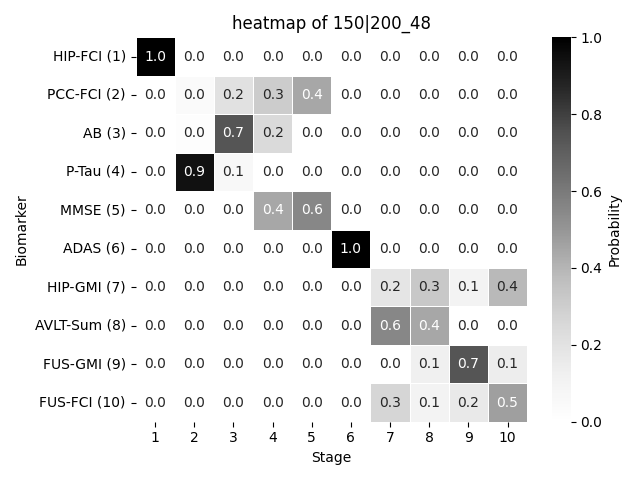 heatmap of 150|200_48
HIP-FCI (1) 1.0 0.0 0.0 0.0 0.0 0.0 0.0 0.0 0.0 0.0
PCC-FCI (2) 0.0 0.0 0.2 0.3 0.4 0.0 0.0 0.0 0.0 0.0
AB (3) 0.0 0.0 0.7 0.2 0.0 0.0 0.0 0.0 0.0 0.0
P-Tau (4) 0.0 0.9 0.1 0.0 0.0 0.0 0.0 0.0 0.0 0.0
MMSE (5) 0.0 0.0 0.0 0.4 0.6 0.0 0.0 0.0 0.0 0.0
ADAS (6) 0.0 0.0 0.0 0.0 0.0 1.0 0.0 0.0 0.0 0.0
HIP-GMI (7) 0.0 0.0 0.0 0.0 0.0 0.0 0.2 0.3 0.1 0.4
AVLT-Sum (8) 0.0 0.0 0.0 0.0 0.0 0.0 0.6 0.4 0.0 0.0
FUS-GMI (9) 0.0 0.0 0.0 0.0 0.0 0.0 0.0 0.1 0.7 0.1
FUS-FCI (10) 0.0 0.0 0.0 0.0 0.0 0.0 0.3 0.1 0.2 0.5
1 2 3 4 5 6 7 8 9 10
Stage
Biomarker
1.0
0.8
0.6
0.4
0.2
0.0
Probability